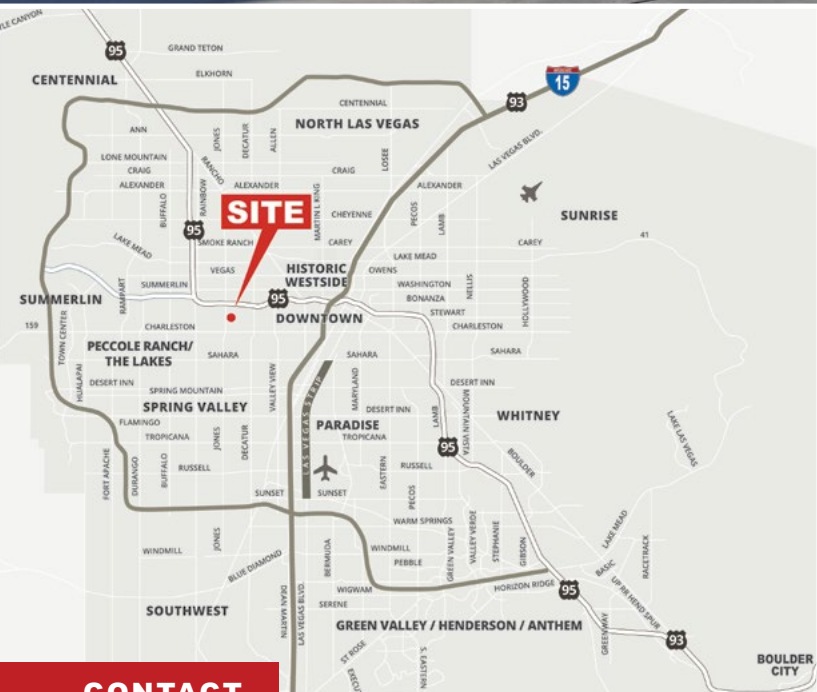 YLE CANYON
95
GRAND TETON
15
ELKHORN
CENTENNIAL
93
CENTENNIAL
NORTH LAS VEGAS
ANN
JONES
DECATUR
ALLEN
LAS VEGAS BLVD.
LONE MOUNTAIN
CRAIG
RANCHO
CRAIG
LOSEE
ALEXANDER
ALEXANDER
ALEXANDER
BUFFALO
RAINBOW
SITE
MARTIN L KING
CHEYENNE
PECOS
LAMB
SUNRISE
95
LAKE MEAD
SMOKE RANCH
CAREY
CAREY
41
LAKE MEAD
VEGAS
HISTORIC
WESTSIDE
OWENS
SUMMERLIN
RAMPART
SUMMERLIN
95
WASHINGTON
BONANZA
NELLIS
HOLLYWOOD
DOWNTOWN
STEWART
159
CHARLESTON
CHARLESTON
TOWN CENTER
PECCOLE RANCH/
THE LAKES
SAHARA
SAHARA
SAHARA
HUALAPAI
DESERT INN
SPRING MOUNTAIN
VALLEY VIEW
LAS VEGAS STRIP
MARYLAND
DESERT INN
SPRING VALLEY
DESERT INN
LAMB
MOUNTAIN VISTA
WHITNEY
FLAMINGO
PARADISE
TROPICANA
TROPICANA
JONES
DECATUR
95
LAKE LAS VEGAS
FORT APACHE
DURANGO
BUFFALO
RUSSELL
EASTERN
RUSSELL
BOULDER
SUNSET
SUNSET
PECOS
WARM SPRINGS
GREEN VALLEY
VALLEY VERDE
STEPHANIE
GIBSON
LAKE MEAD
RACETRACK
WINDMILL
JONES
BLUE DIAMOND
BERMUDA
WINDMILL
PEBBLE
BASIC
UP RR HEND SPUR
WIGWAM
HORIZON RIDGE
95
SERENE
SOUTHWEST
DEAN MARTIN
LAS VEGAS BLVD.
GREEN VALLEY / HENDERSON / ANTHEM
GREENWAY
93
ST ROSE
S. EASTERN
EXECU
BOULDER
CITY
CONTACT